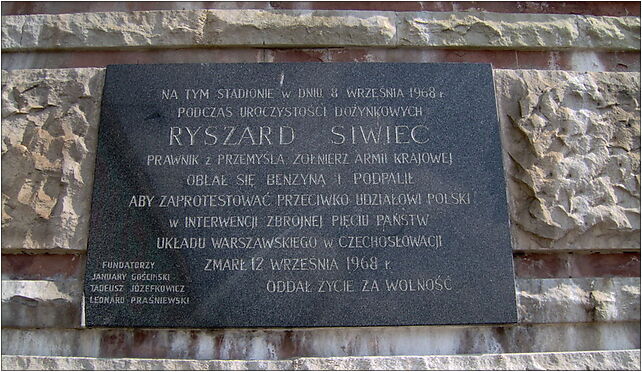 NA TYM STADIONIE w DNIU 8 WRZEŚNIA 1968 r
PODCZAS UROCZYSTOŚCI DOŻYNKOWYCH
RYSZARD SIWIEC
PRAWNIK z PRZEMYŚLA, ŻOŁNIERZ ARMII KRAJOWEJ
OBLAŁ SIĘ BENZYNĄ I PODPALIŁ
ABY ZAPROTESTOWAĆ PRZECIWKO UDZIAŁOWI POLSKI
w INTERWENCJI ZBROJNEJ PIĘCIU PAŃSTW
UKŁADU WARSZAWSKIEGO w CZECHOSŁOWACJI
ZMARŁ 12 WRZEŚNIA 1968 r
ODDAŁ ŻYCIE ZA WOLNOŚĆ
FUNDATORZY
JANUARY GOŚCIŃSKI
TADEUSZ JÓZEFKOWICZ
LEONARD PRAŚNIEWSKI